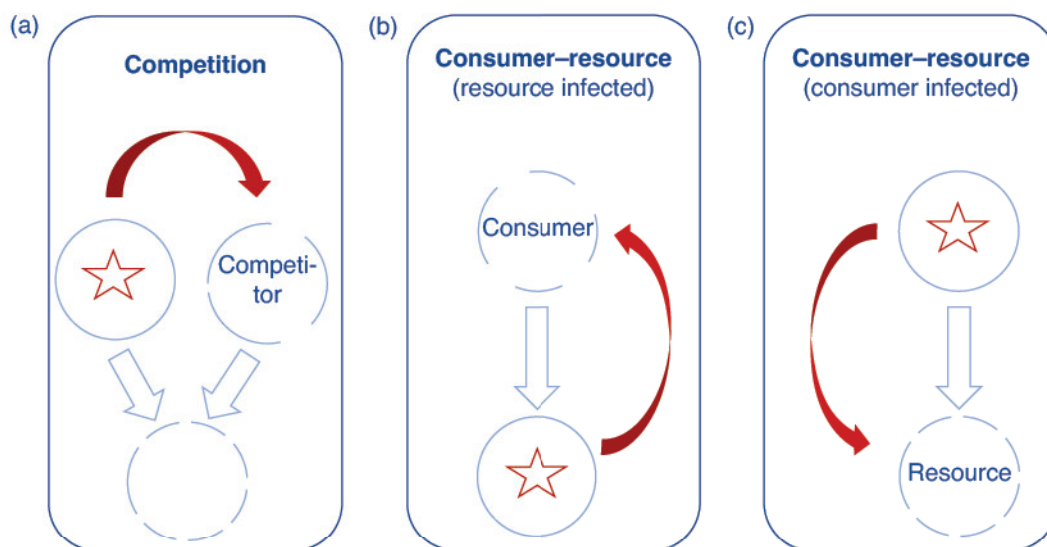 (a)
Competition
Competi-
tor
(b)
Consumer–resource
(resource infected)
Consumer
(c)
Consumer–resource
(consumer infected)
Resource